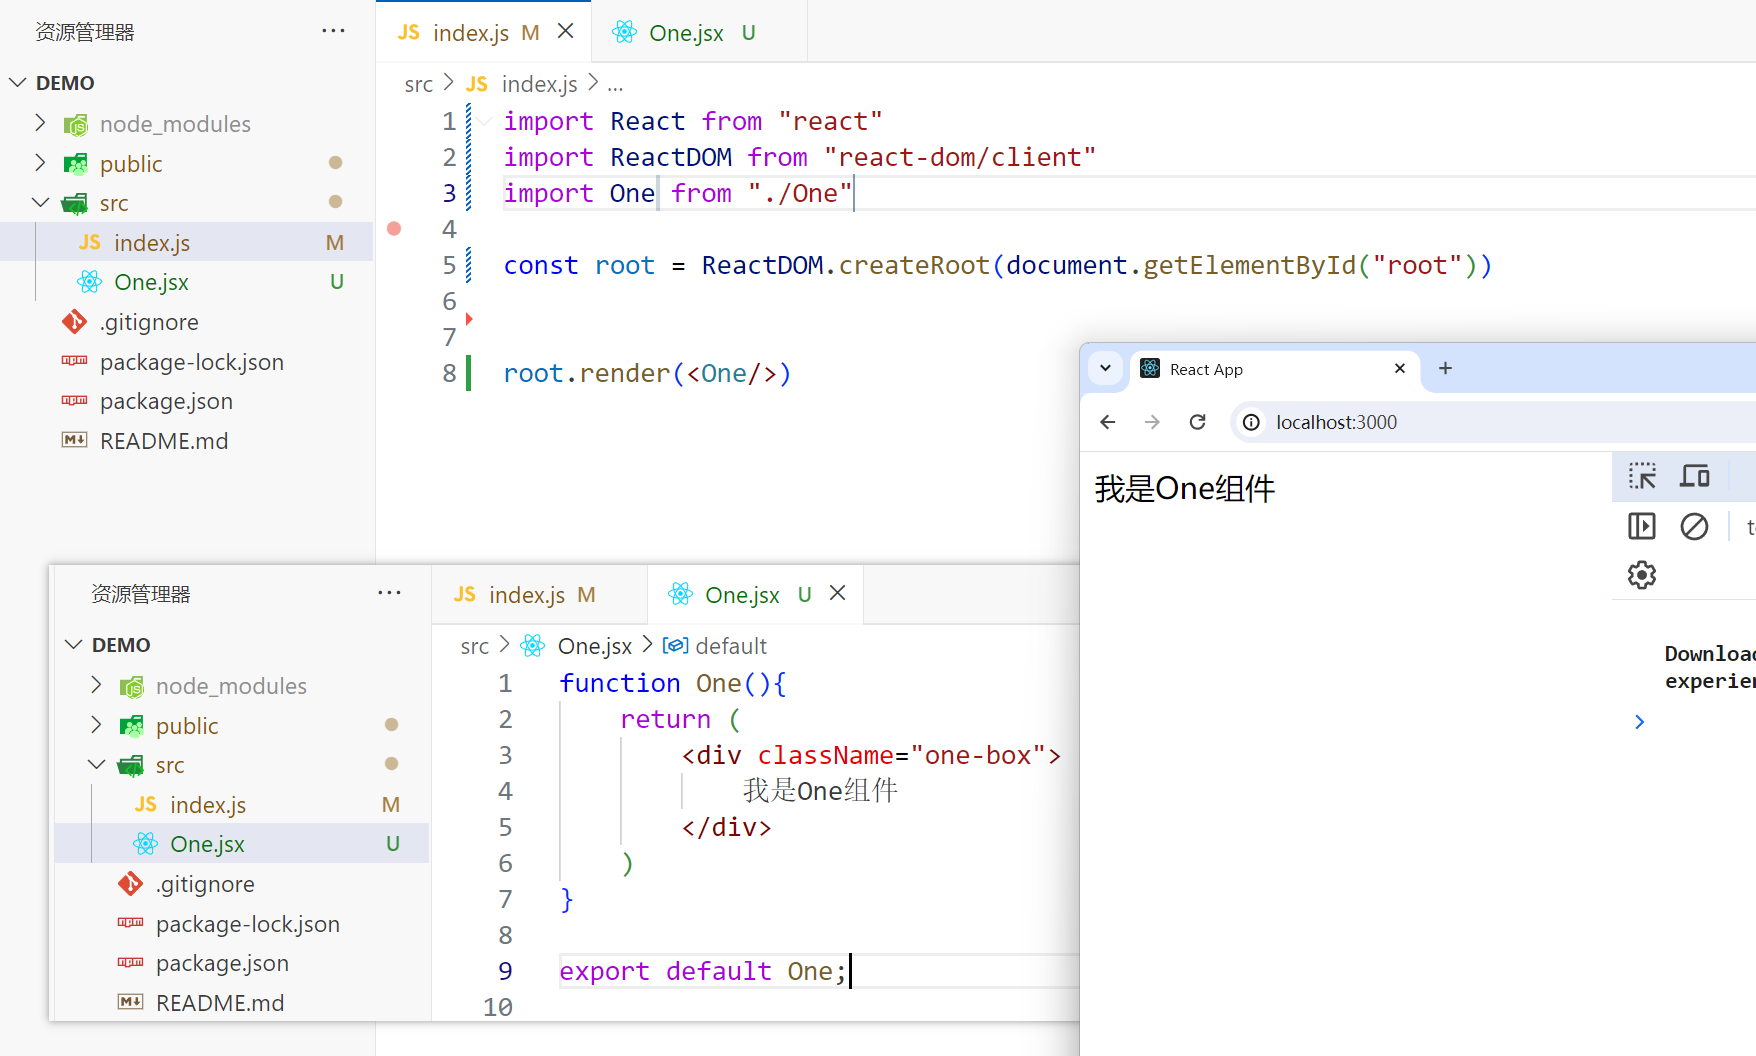 资源管理器 ···
DEMO
node_modules
public
src
JS index.js M
One.jsx U
.gitignore
package-lock.json
package.json
README.md
JS index.js M
One.jsx U
src > JS index.js > ...
1 import React from "react"
2 import ReactDOM from "react-dom/client"
3 import One from "./One"
4
5 const root = ReactDOM.createRoot(document.getElementById("root"))
6
7
8 root.render(<One/>)
React App
localhost:3000
我是One组件
Download
experien
资源管理器 ···
DEMO
node_modules
public
src
JS index.js M
One.jsx U
.gitignore
package-lock.json
package.json
README.md
JS index.js M
One.jsx U
src > One.jsx > default
1 function One(){
2 return (
3 <div className="one-box">
4 我是One组件
5 </div>
6 )
7 }
8
9 export default One;
10